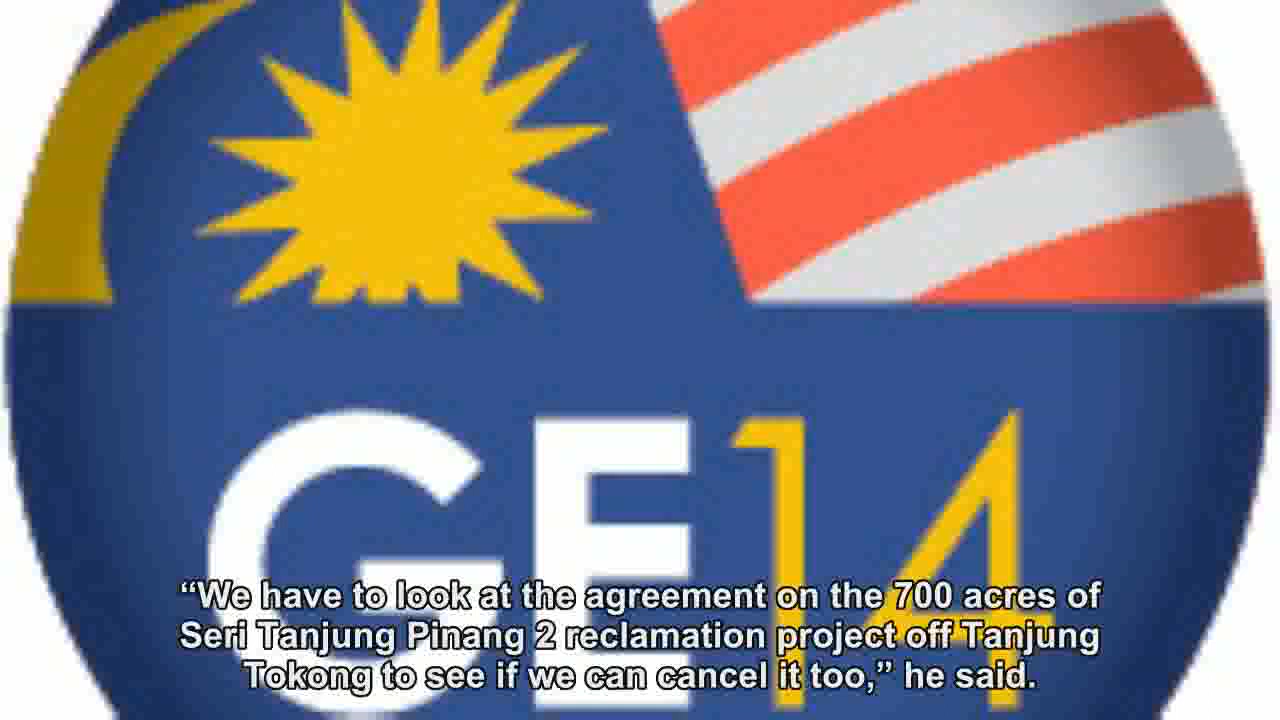 GE14
“We have to look at the agreement on the 700 acres of
Seri Tanjung Pinang 2 reclamation project off Tanjung
Tokong to see if we can cancel it too,” he said.